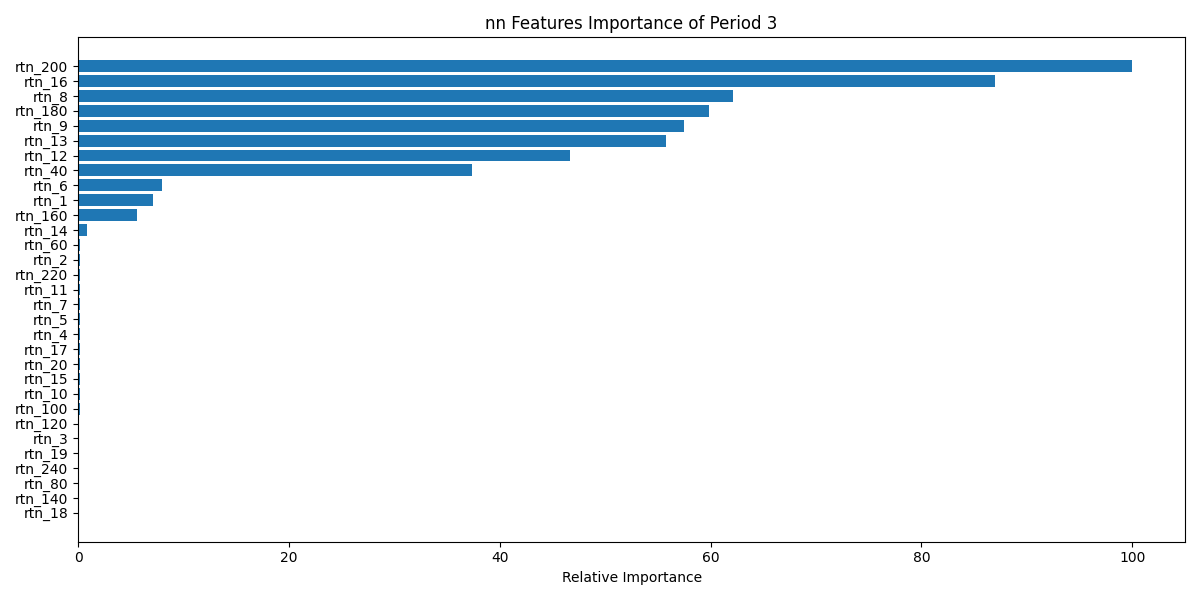 nn Features Importance of Period 3
rtn_200
rtn_16
rtn_8
rtn_180
rtn_9
rtn_13
rtn_12
rtn_40
rtn_6
rtn_1
rtn_160
rtn_14
rtn_60
rtn_2
rtn_220
rtn_11
rtn_7
rtn_5
rtn_4
rtn_17
rtn_20
rtn_15
rtn_10
rtn_100
rtn_120
rtn_3
rtn_19
rtn_240
rtn_80
rtn_140
rtn_18
0 20 40 60 80 100
Relative Importance